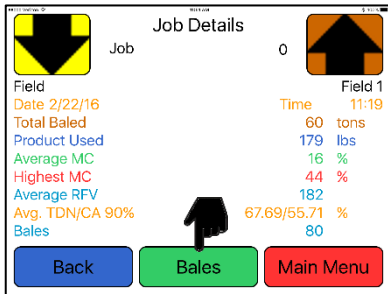 Job Details
Job 0
Field Field 1
Date 2/22/16 Time 11:19
Total Baled 60 tons
Product Used 179 lbs
Average MC 16 %
Highest MC 44 %
Average RFV 182
Avg. TDN/CA 90% 67.69/55.71 %
Bales 80
Back Bales Main Menu